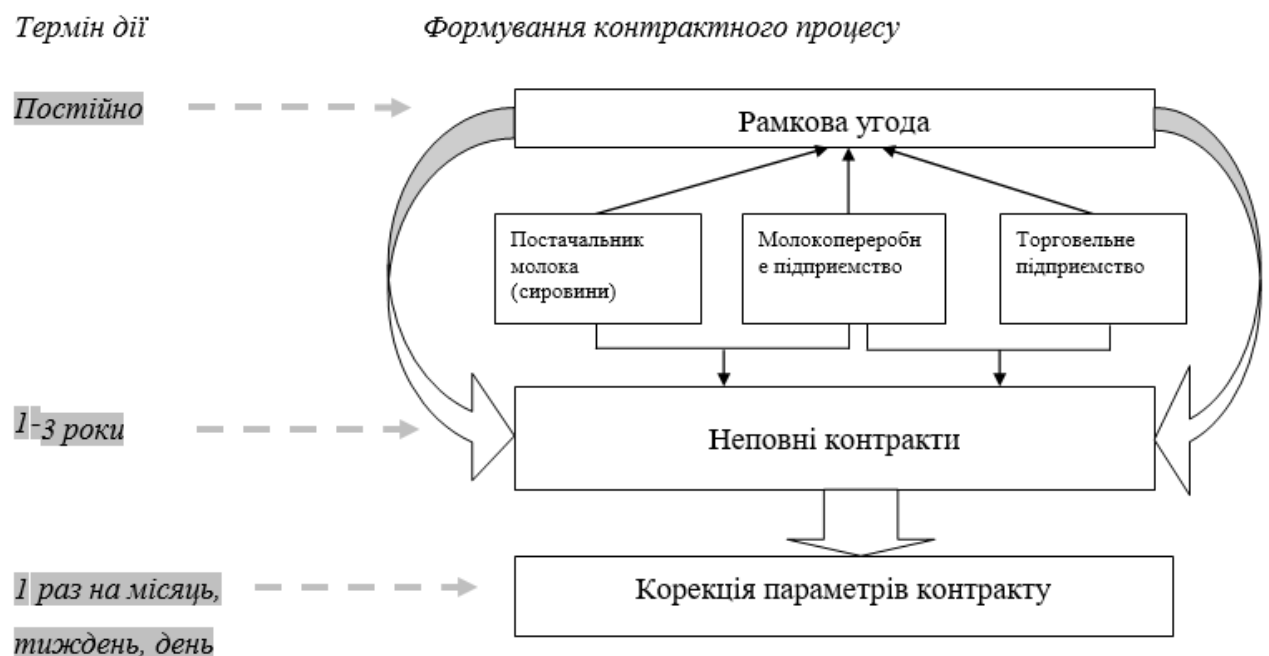 Термін дії
Формування контрактного процесу
Постійно
Рамкова угода
Постачальник
молока
(сировини)
Молокопереробн
е підприємство
Торговельне
підприємство
1-3 роки
Неповні контракти
1 раз на місяць,
тиждень, день
Корекція параметрів контракту